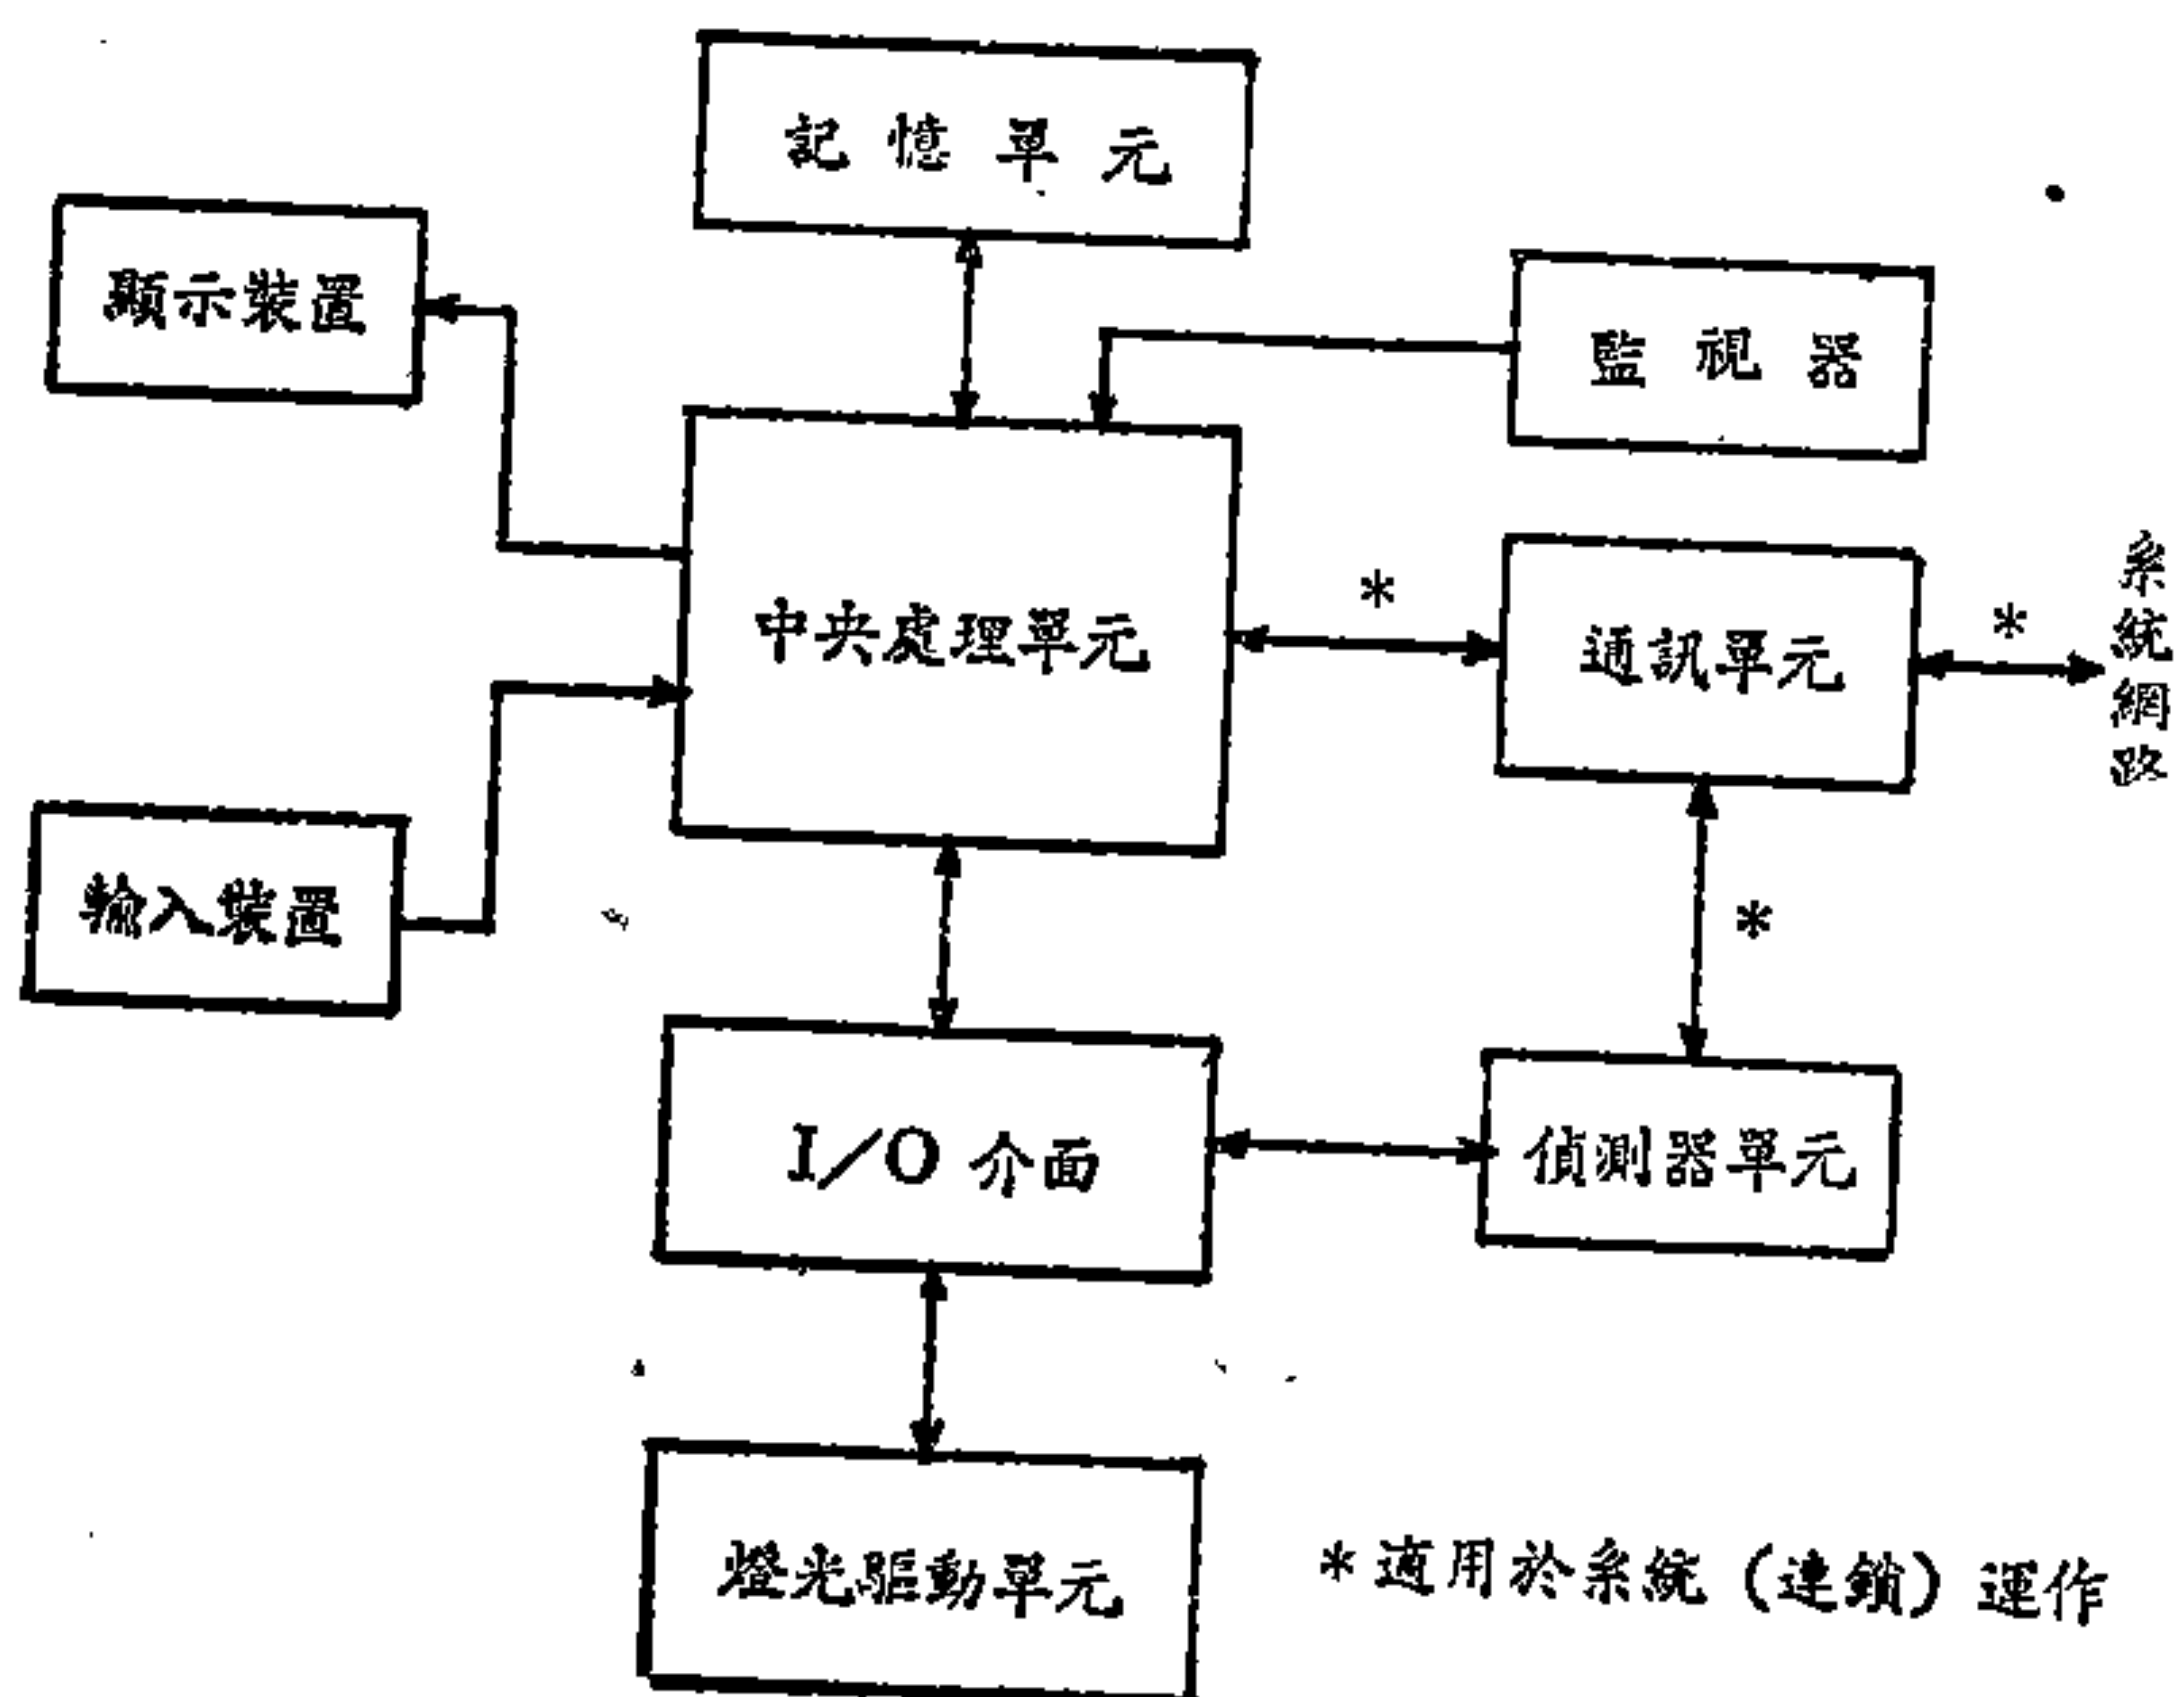 記憶單元
顯示裝置
監視器
中央處理單元
*
通訊單元
*
系統網路
輸入裝置
*
I/O 介面
偵測器單元
燈光驅動單元
* 適用於系統 (連鎖) 運作